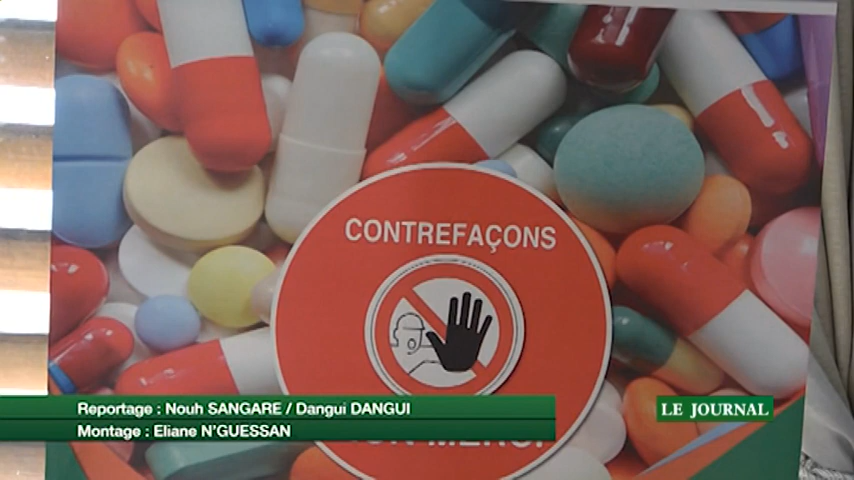 CONTREFAÇONS
Reportage : Nouh SANGARE / Dangui DANGUI
LE JOURNAL
Montage : Eliane N'GUESSAN